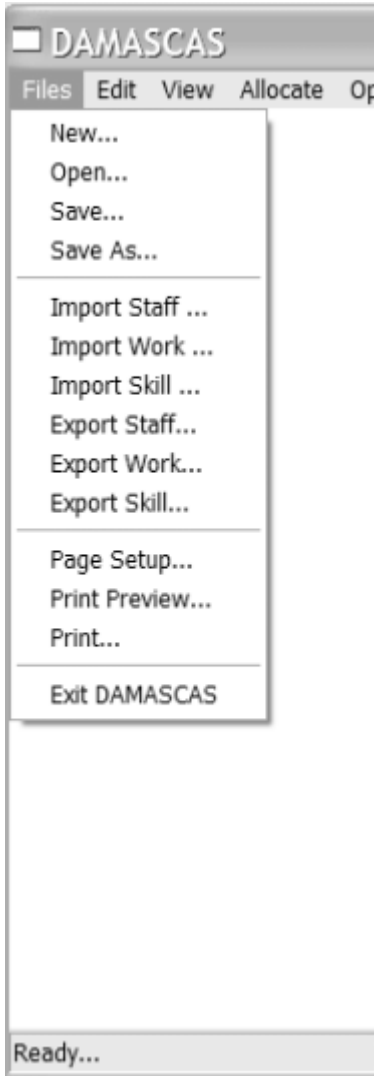 DAMASCAS
Files Edit View Allocate Op
New...
Open...
Save...
Save As...
Import Staff ...
Import Work ...
Import Skill ...
Export Staff...
Export Work...
Export Skill...
Page Setup...
Print Preview...
Print...
Exit DAMASCAS
Ready...